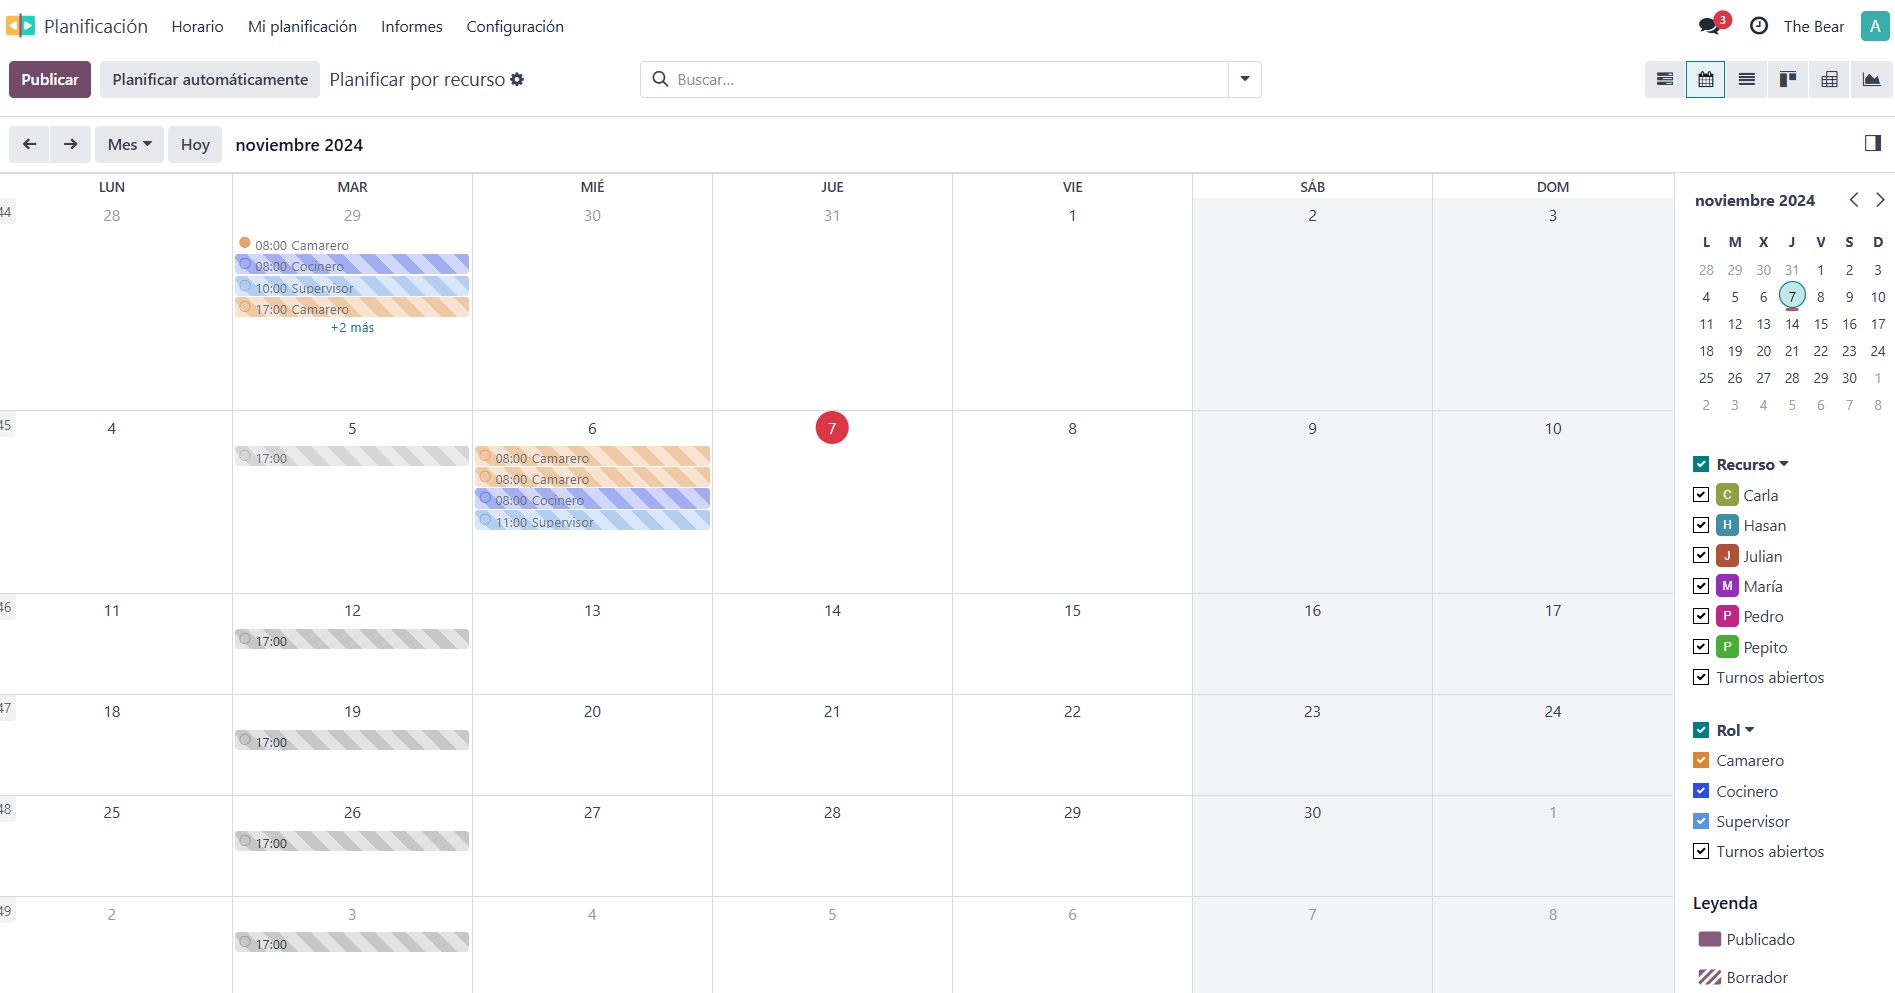 Planificación Horario Mi planificación Informes Configuración 3 The Bear A
Publicar Planificar automáticamente Planificar por recurso Buscar...
Mes Hoy noviembre 2024
LUN MAR MIÉ JUE VIE SÁB DOM
44 28 29 30 31 1 2 3
08:00 Camarero
08:00 Cocinero
10:00 Supervisor
17:00 Camarero
+2 más
45 4 5 6 7 8 9 10
17:00
08:00 Camarero
08:00 Camarero
08:00 Cocinero
11:00 Supervisor
46 11 12 13 14 15 16 17
17:00
47 18 19 20 21 22 23 24
17:00
48 25 26 27 28 29 30 1
17:00
49 2 3 4 5 6 7 8
17:00
noviembre 2024
L M X J V S D
28 29 30 31 1 2 3
4 5 6 7 8 9 10
11 12 13 14 15 16 17
18 19 20 21 22 23 24
25 26 27 28 29 30 1
2 3 4 5 6 7 8
Recurso
C Carla
H Hasan
J Julian
M María
P Pedro
P Pepito
Turnos abiertos
Rol
Camarero
Cocinero
Supervisor
Turnos abiertos
Leyenda
Publicado
Borrador